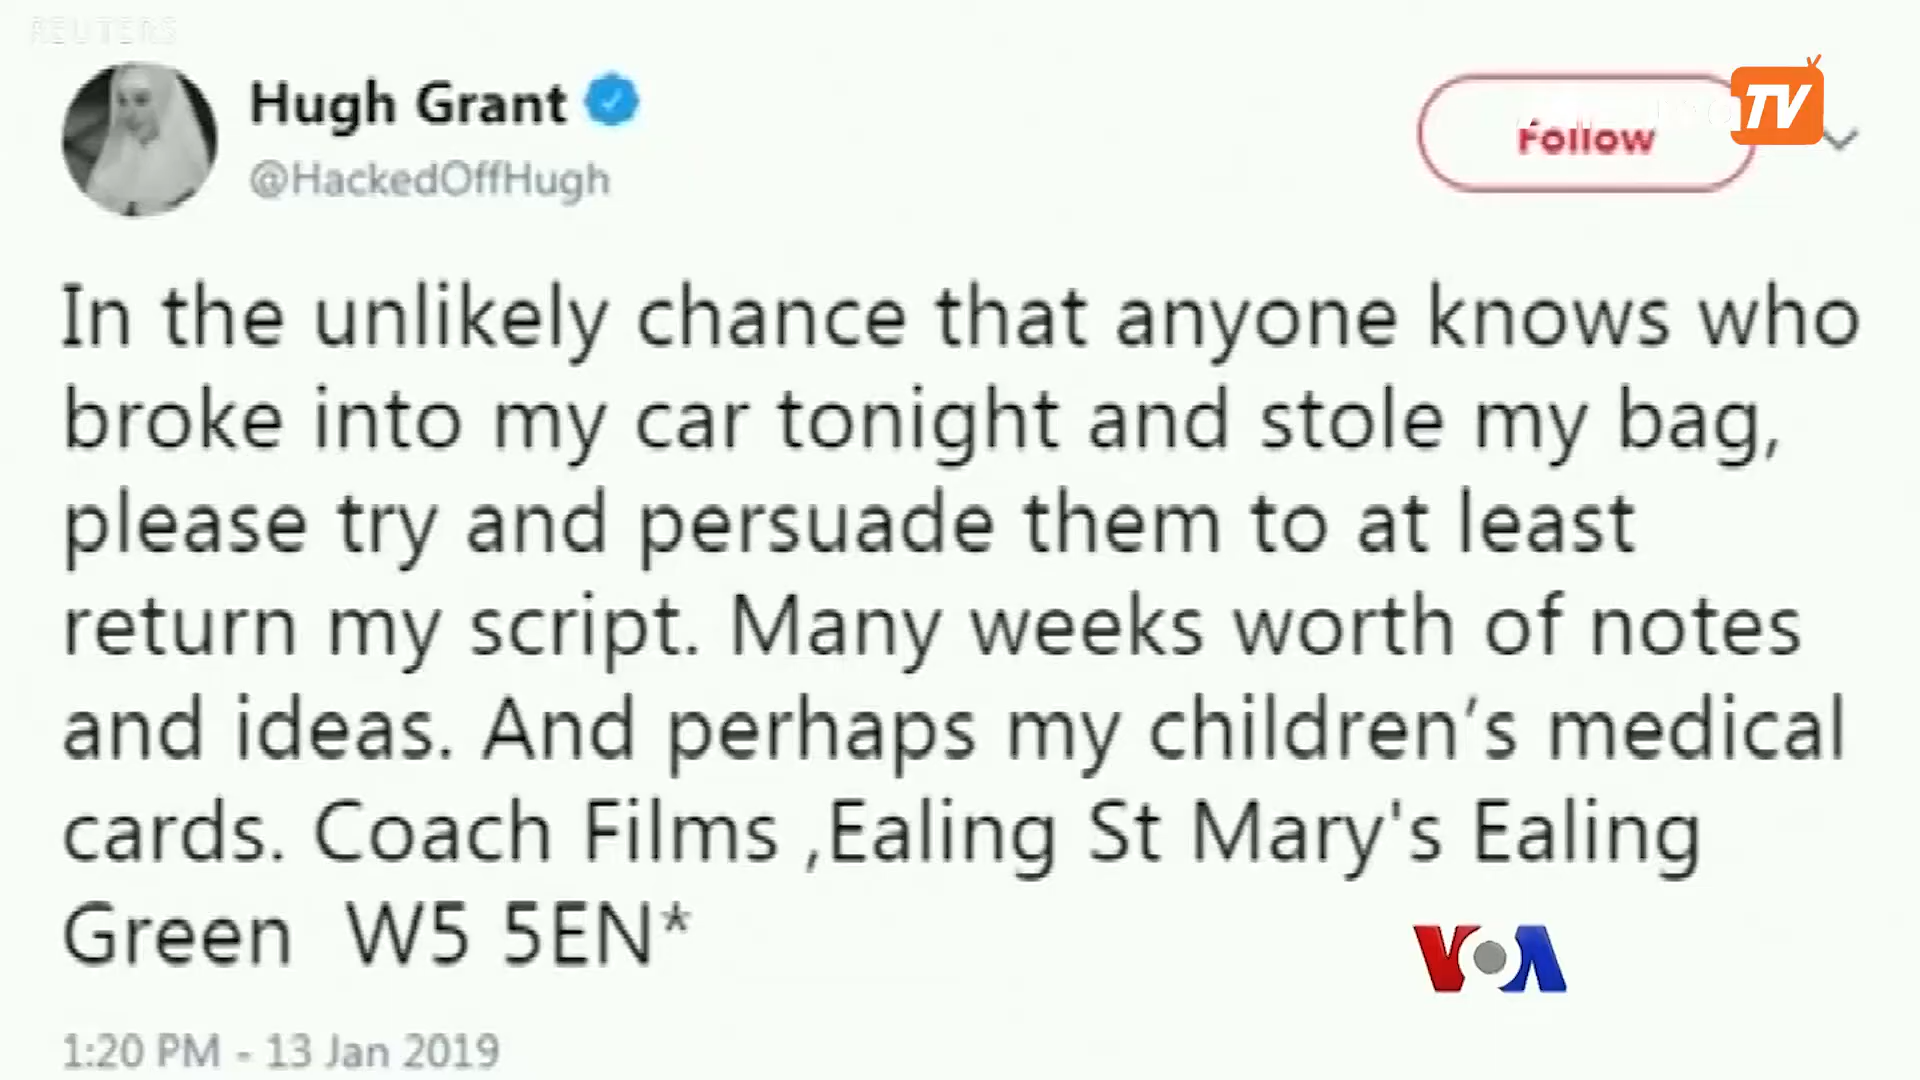 REUTERS
Hugh Grant
@HackedOffHugh
Follow
TV
In the unlikely chance that anyone knows who
broke into my car tonight and stole my bag,
please try and persuade them to at least
return my script. Many weeks worth of notes
and ideas. And perhaps my children’s medical
cards. Coach Films ,Ealing St Mary's Ealing
Green W5 5EN*
VOA
1:20 PM - 13 Jan 2019